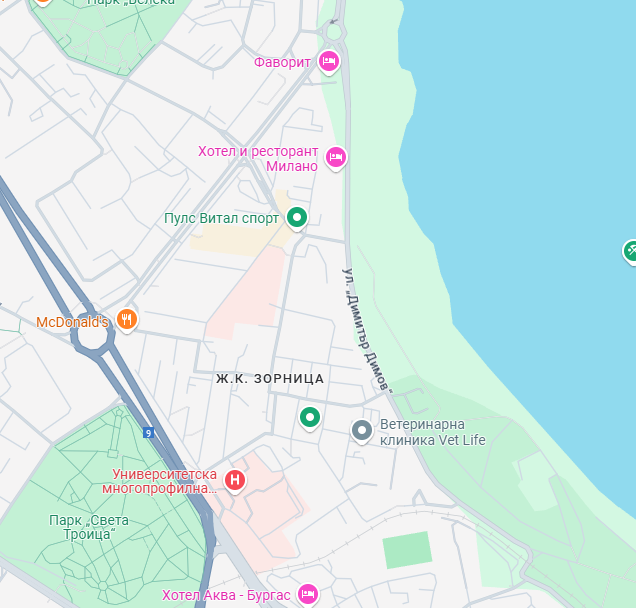 Парк „Велека“
Фаворит
Хотел и ресторант
Милано
Пулс Витал спорт
ул. „Димитър Димов“
McDonald's
Ж.К. ЗОРНИЦА
9
Ветеринарна
клиника Vet Life
Университетска
многопрофилна...
H
Парк „Света
Троица“
Хотел Аква - Бургас